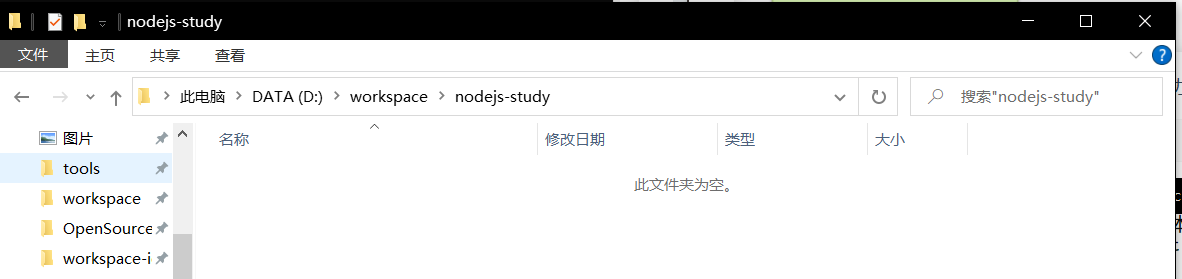 nodejs-study
文件 主页 共享 查看
此电脑 DATA (D:) workspace nodejs-study 搜索"nodejs-study"
图片 名称 修改日期 类型 大小
tools
此文件夹为空。
workspace
OpenSource
workspace-i